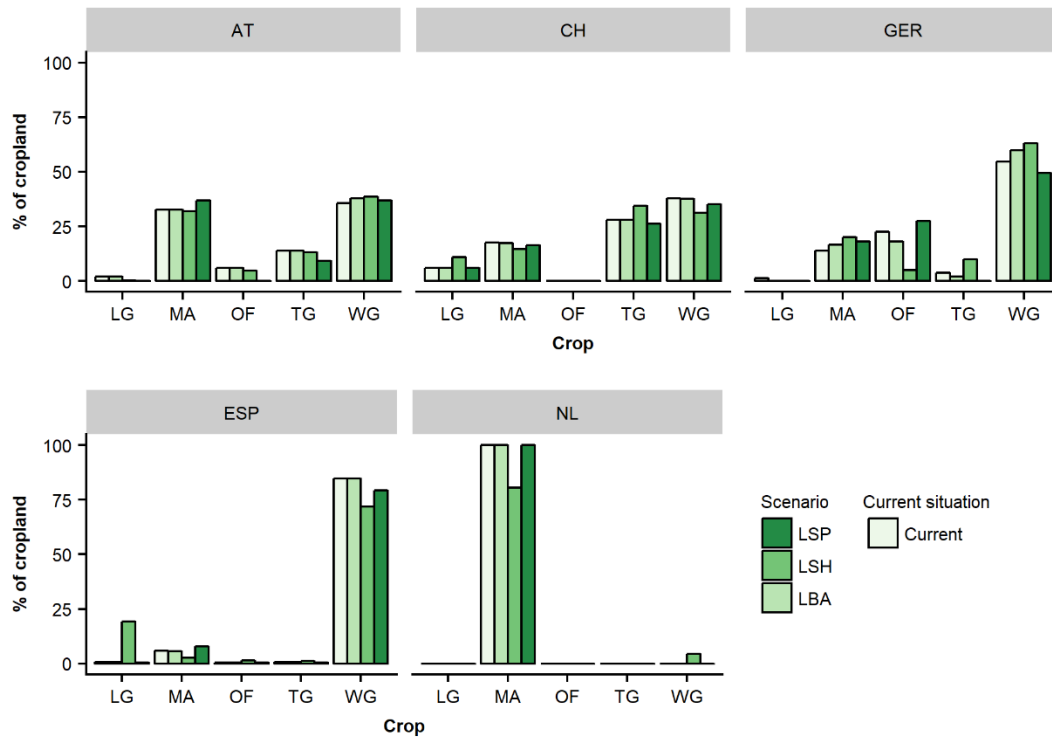 AT CH GER
% of cropland
100
75
50
25
0
LG MA OF TG WG LG MA OF TG WG LG MA OF TG WG
Crop
ESP NL
% of cropland
100
75
50
25
0
LG MA OF TG WG LG MA OF TG WG
Crop
Scenario Current situation
LSP Current
LSH
LBA